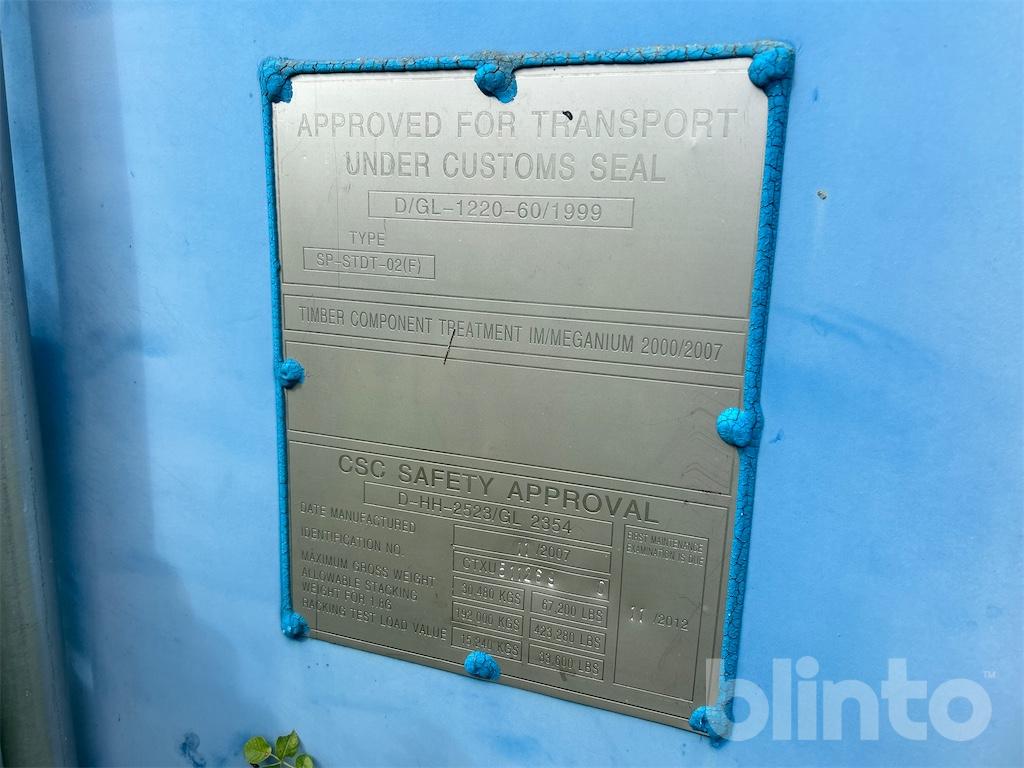 APPROVED FOR TRANSPORT
UNDER CUSTOMS SEAL
D/GL-1220-60/1999
TYPE
SP-STDT-02(F)
TIMBER COMPONENT TREATMENT IM/MEGANIUM 2000/2007
CSC SAFETY APPROVAL
D-HH-2523/GL 2354
DATE MANUFACTURED 11 /2007
IDENTIFICATION NO.
MAXIMUM GROSS WEIGHT 30,480 KGS 67,200 LBS
ALLOWABLE STACKING
WEIGHT FOR 1.8G 192,000 KGS 423,280 LBS
RACKING TEST LOAD VALUE 15,240 KGS 33,600 LBS
FIRST MAINTENANCE
EXAMINATION IS DUE
11 /2012
blinto™